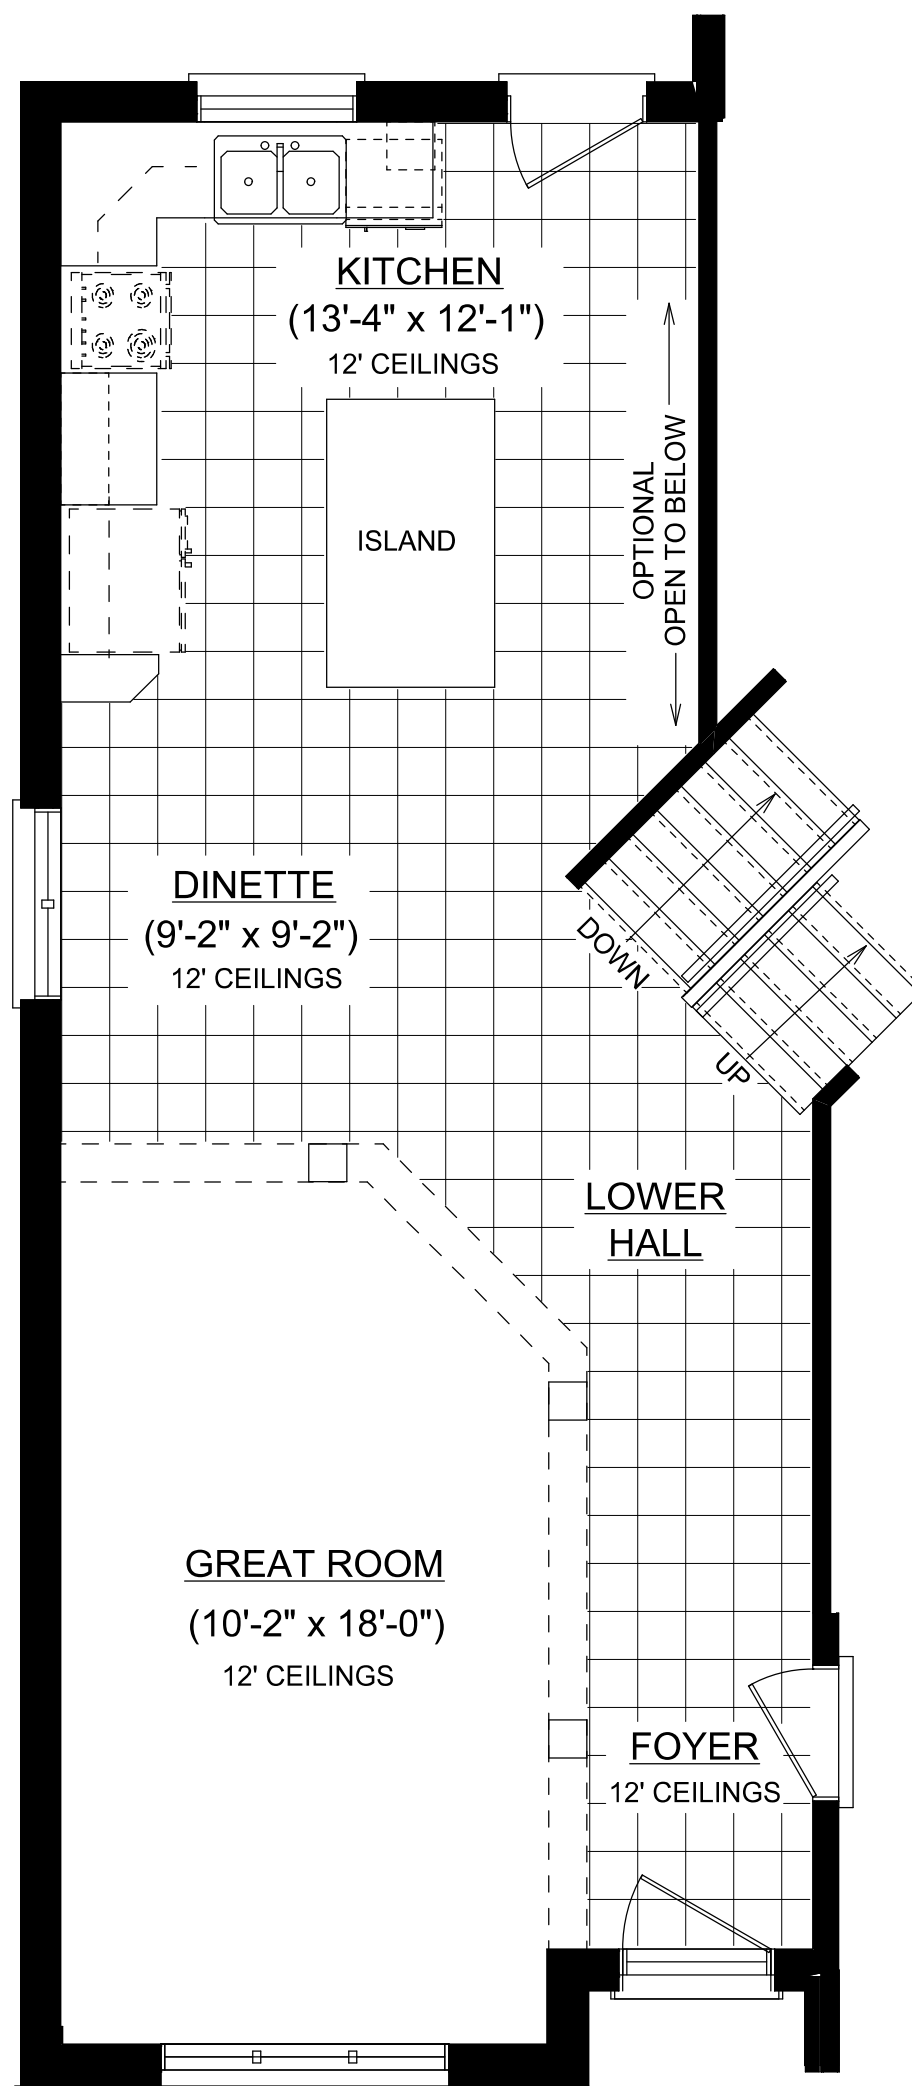 KITCHEN
(13'-4" x 12'-1")
12' CEILINGS
OPTIONAL
OPEN TO BELOW
ISLAND
DINETTE
(9'-2" x 9'-2")
12' CEILINGS
DOWN
UP
LOWER
HALL
GREAT ROOM
(10'-2" x 18'-0")
12' CEILINGS
FOYER
12' CEILINGS